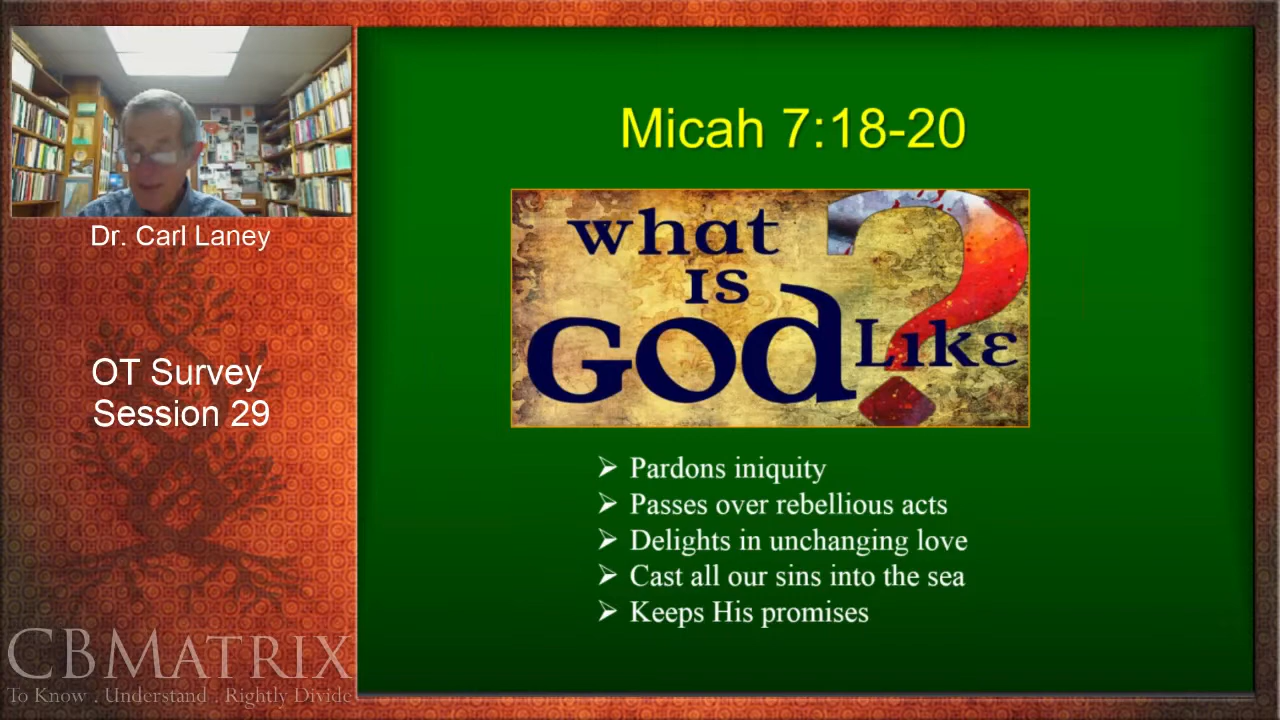 Dr. Carl Laney
OT Survey
Session 29
CBMATRIX
To Know . Understand . Rightly Divide
Micah 7:18-20
what
is
God Like?
Pardons iniquity
Passes over rebellious acts
Delights in unchanging love
Cast all our sins into the sea
Keeps His promises